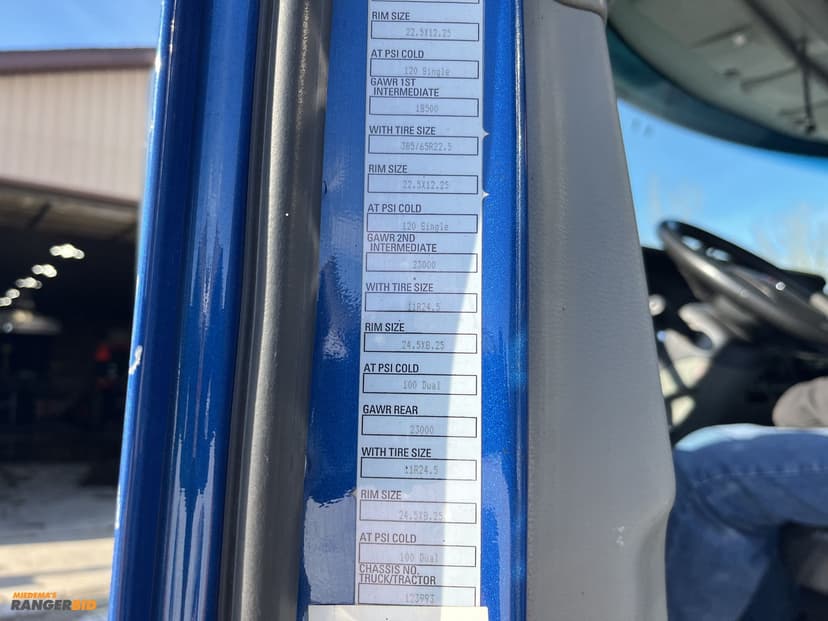 RIM SIZE
22.5X12.25
AT PSI COLD
120 Single
GAWR 1ST
INTERMEDIATE
18500
WITH TIRE SIZE
385/65R22.5
RIM SIZE
22.5X12.25
AT PSI COLD
120 Single
GAWR 2ND
INTERMEDIATE
23000
WITH TIRE SIZE
11R24.5
RIM SIZE
24.5X8.25
AT PSI COLD
100 Dual
GAWR REAR
23000
WITH TIRE SIZE
11R24.5
RIM SIZE
24.5X8.25
AT PSI COLD
100 Dual
CHASSIS NO.
TRUCK/TRACTOR
123993
MIEDEMA'S
RANGERBID